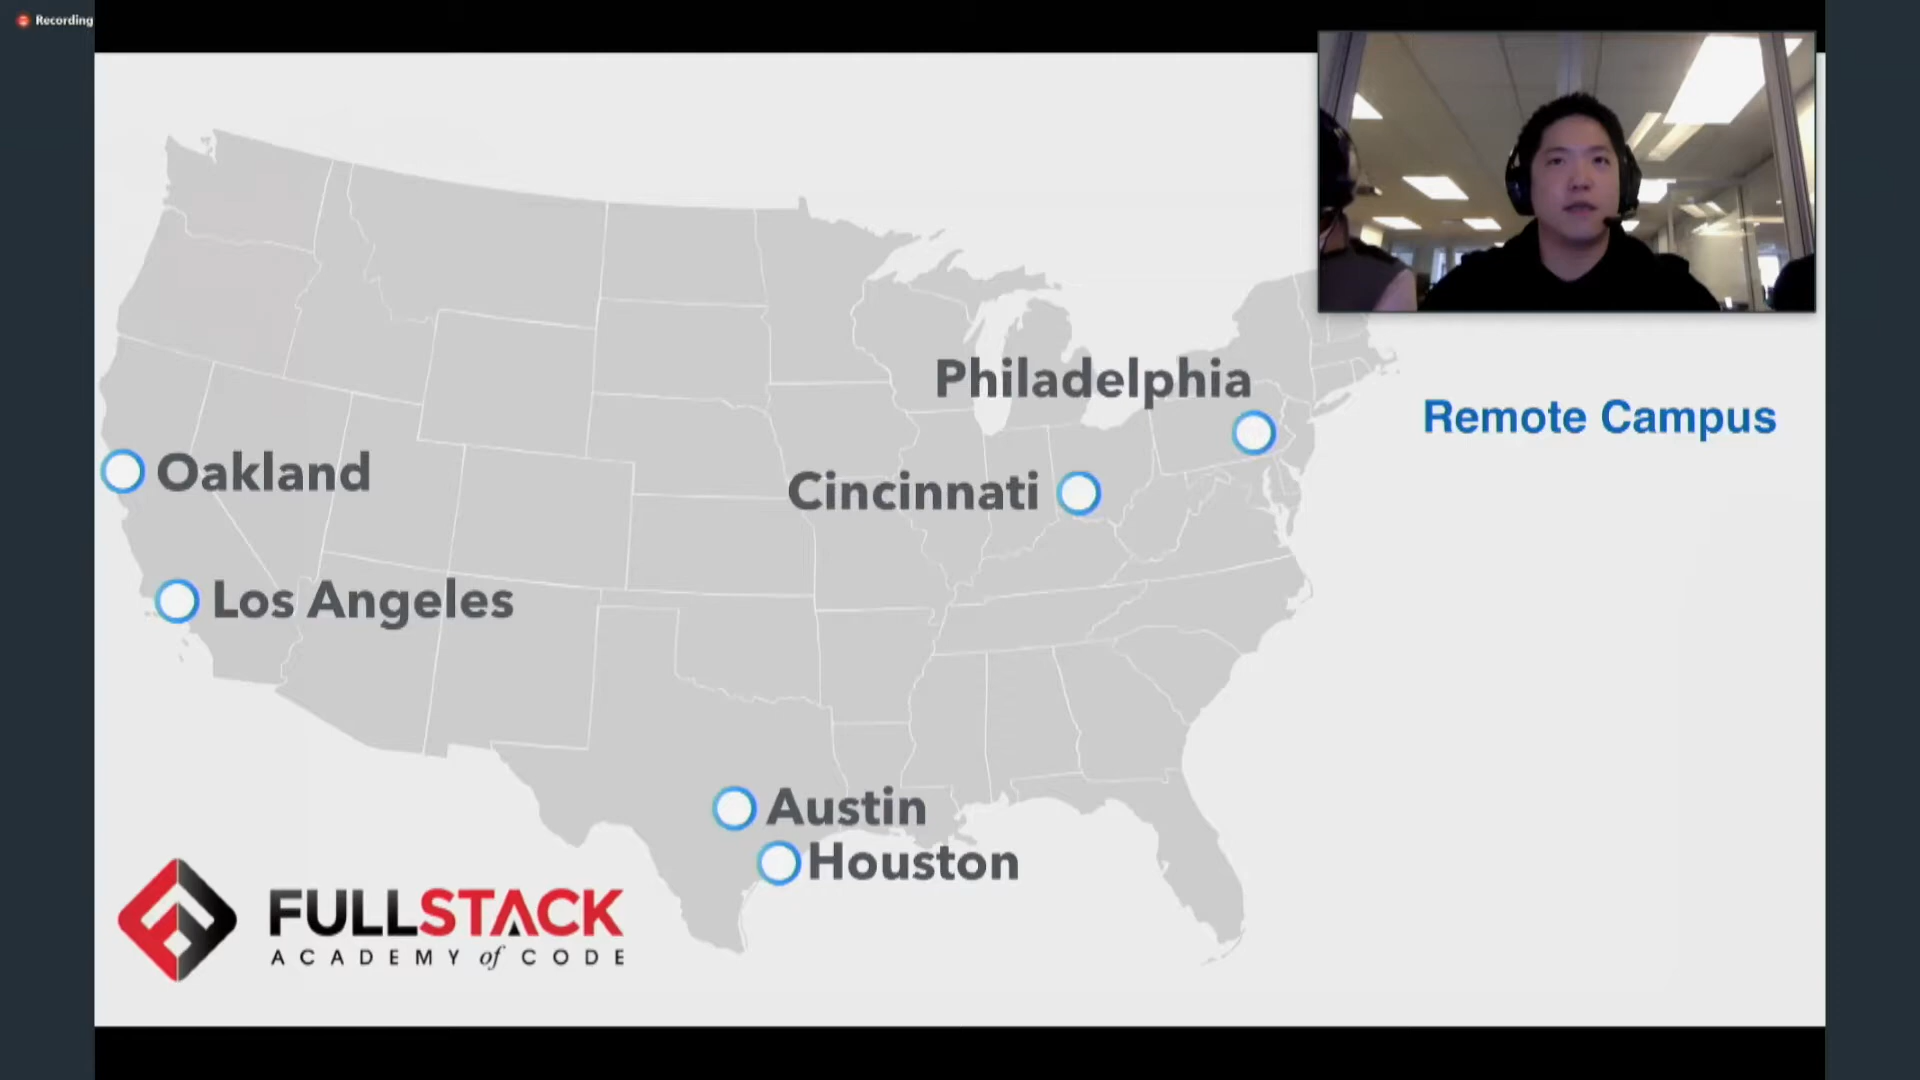 Recording
Philadelphia
Remote Campus
Oakland
Cincinnati
Los Angeles
Austin
Houston
FULLSTACK
ACADEMY of CODE